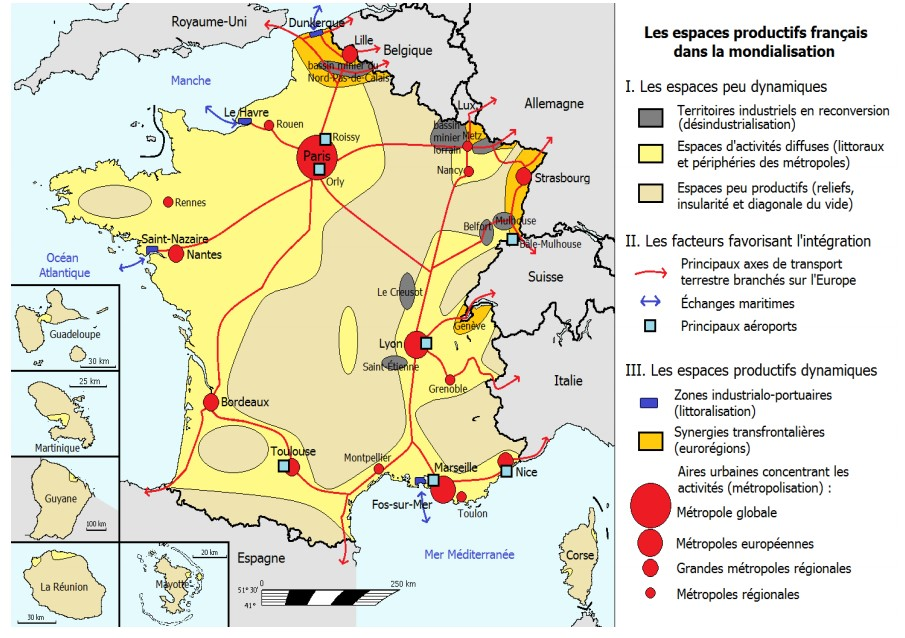 Royaume-Uni
Dunkerque
Lille
Belgique
bassin minier du
Nord-Pas-de-Calais
Manche
Le Havre
Rouen
Lux.
Allemagne
Roissy
bassin
minier
lorrain
Metz
Paris
Orly
Nancy
Strasbourg
Rennes
Saint-Nazaire
Nantes
Belfort
Mulhouse
Bâle-Mulhouse
Océan
Atlantique
Suisse
Le Creusot
Genève
Lyon
Saint-Étienne
Grenoble
Italie
Bordeaux
Toulouse
Montpellier
Marseille
Nice
Fos-sur-Mer
Toulon
Espagne
Mer Méditerranée
Corse
0
250 km
51° 30'
41°
Guadeloupe
30 km
25 km
Martinique
Guyane
100 km
La Réunion
30 km
20 km
Mayotte
Les espaces productifs français
dans la mondialisation
I. Les espaces peu dynamiques
Territoires industriels en reconversion
(désindustrialisation)
Espaces d'activités diffuses (littoraux
et périphéries des métropoles)
Espaces peu productifs (reliefs,
insularité et diagonale du vide)
II. Les facteurs favorisant l'intégration
Principaux axes de transport
terrestre branchés sur l'Europe
Échanges maritimes
Principaux aéroports
III. Les espaces productifs dynamiques
Zones industrialo-portuaires
(littoralisation)
Synergies transfrontalières
(eurorégions)
Aires urbaines concentrant les
activités (métropolisation) :
Métropole globale
Métropoles européennes
Grandes métropoles régionales
Métropoles régionales